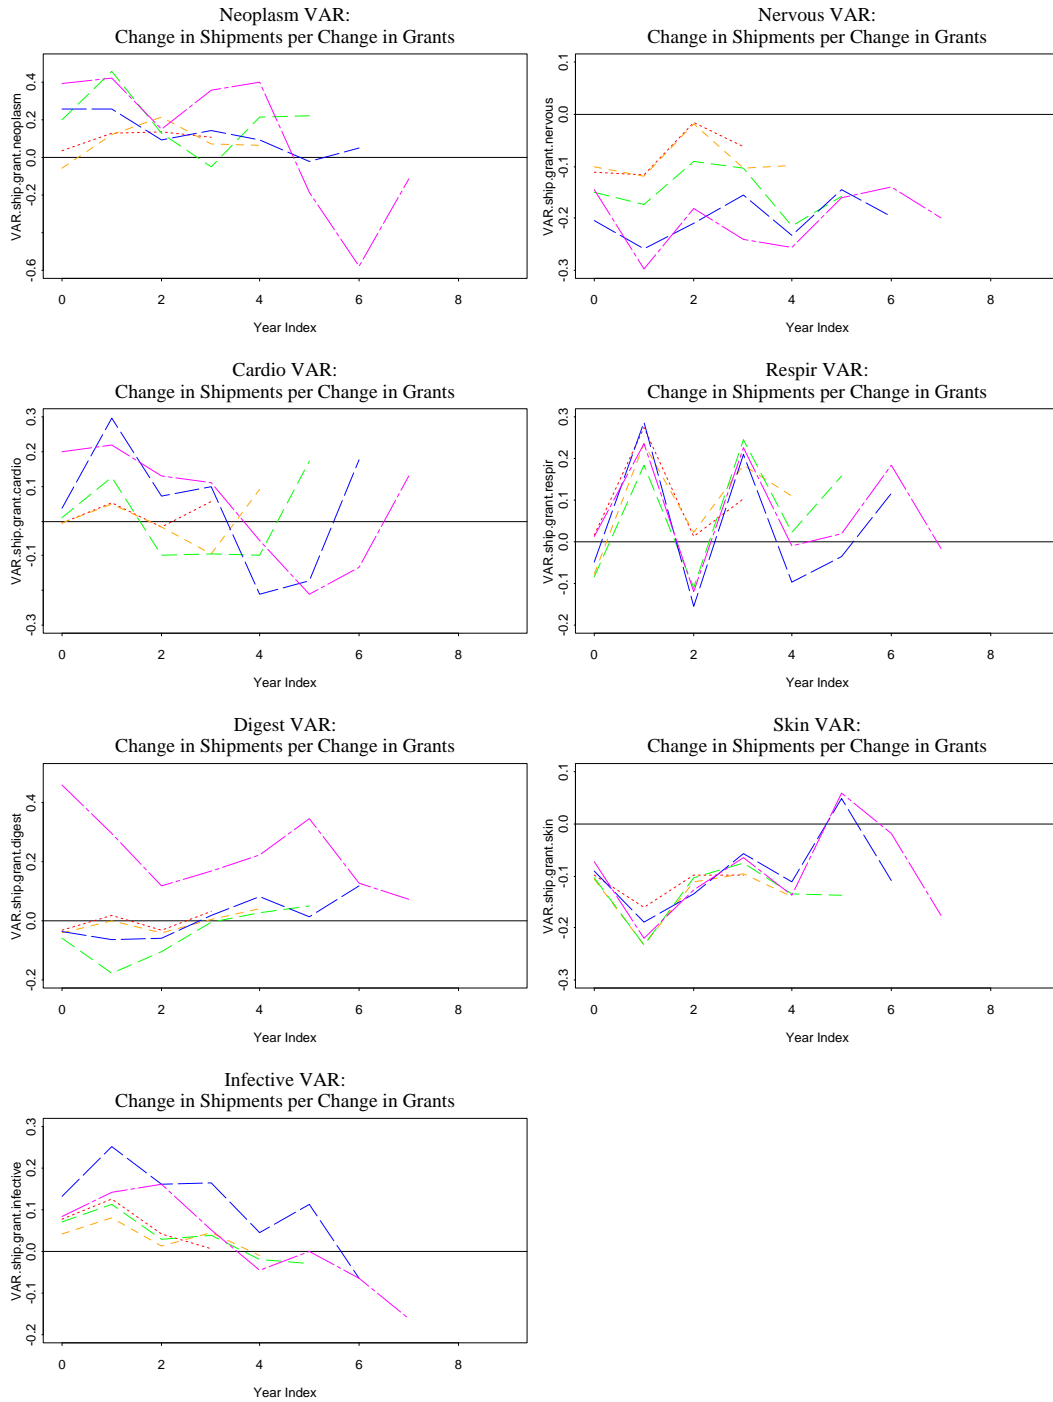 Neoplasm VAR:
Change in Shipments per Change in Grants
VAR.ship.grant.neoplasm
0.4
0.2
0.0
-0.2
-0.6
0 2 4 6 8
Year Index
Nervous VAR:
Change in Shipments per Change in Grants
VAR.ship.grant.nervous
0.1
0.0
-0.1
-0.2
-0.3
0 2 4 6 8
Year Index
Cardio VAR:
Change in Shipments per Change in Grants
VAR.ship.grant.cardio
0.3
0.2
0.1
-0.1
-0.3
0 2 4 6 8
Year Index
Respir VAR:
Change in Shipments per Change in Grants
VAR.ship.grant.respir
0.3
0.2
0.1
0.0
-0.1
-0.2
0 2 4 6 8
Year Index
Digest VAR:
Change in Shipments per Change in Grants
VAR.ship.grant.digest
0.4
0.2
0.0
-0.2
0 2 4 6 8
Year Index
Skin VAR:
Change in Shipments per Change in Grants
VAR.ship.grant.skin
0.1
0.0
-0.1
-0.2
-0.3
0 2 4 6 8
Year Index
Infective VAR:
Change in Shipments per Change in Grants
VAR.ship.grant.infective
0.3
0.2
0.1
0.0
-0.1
-0.2
0 2 4 6 8
Year Index